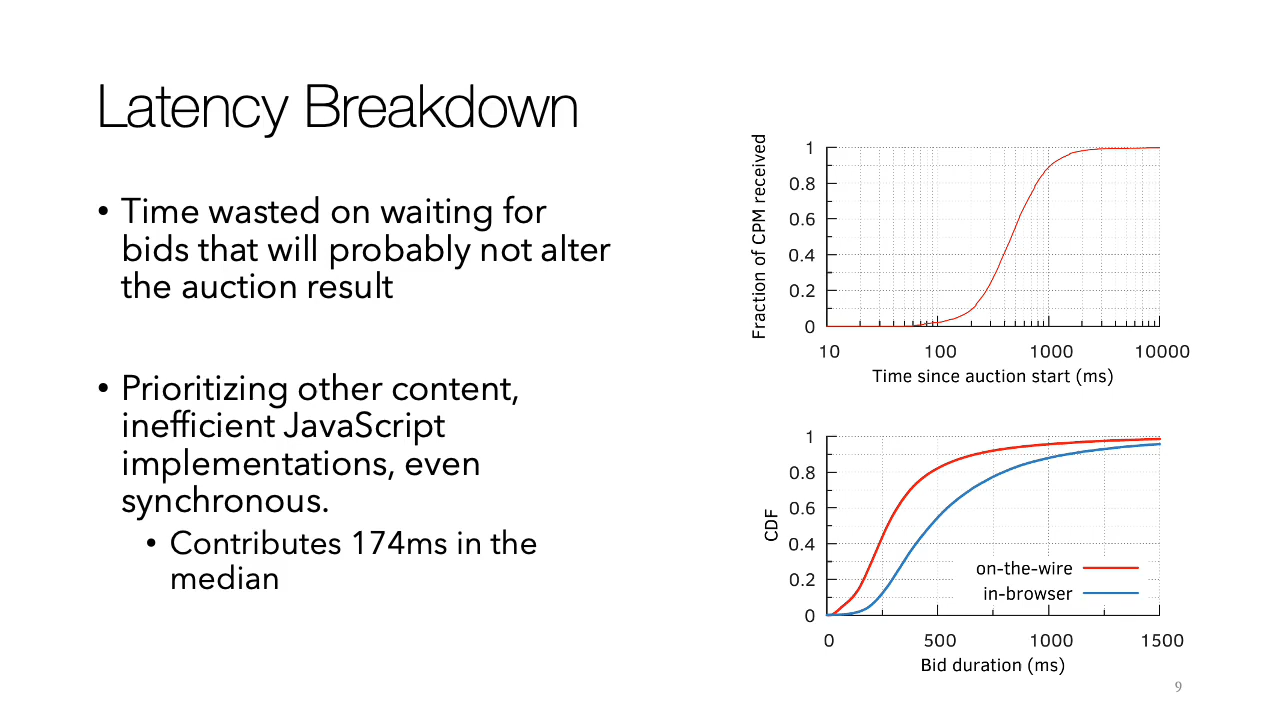 Latency Breakdown
• Time wasted on waiting for
bids that will probably not alter
the auction result
• Prioritizing other content,
inefficient JavaScript
implementations, even
synchronous.
• Contributes 174ms in the
median
Fraction of CPM received
1
0.8
0.6
0.4
0.2
0
10 100 1000 10000
Time since auction start (ms)
CDF
1
0.8
0.6
0.4
0.2
0
on-the-wire
in-browser
0 500 1000 1500
Bid duration (ms)
9